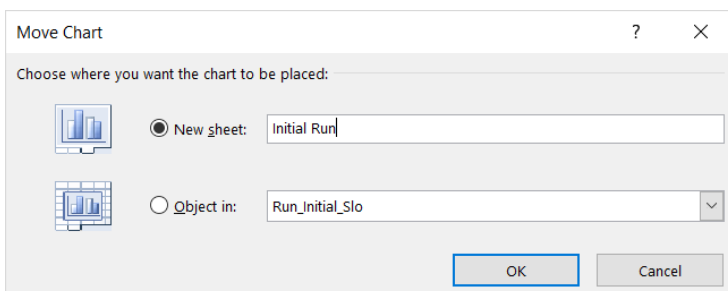 Move Chart ?
Choose where you want the chart to be placed:
New sheet: Initial Run
Object in: Run_Initial_Slo
OK Cancel